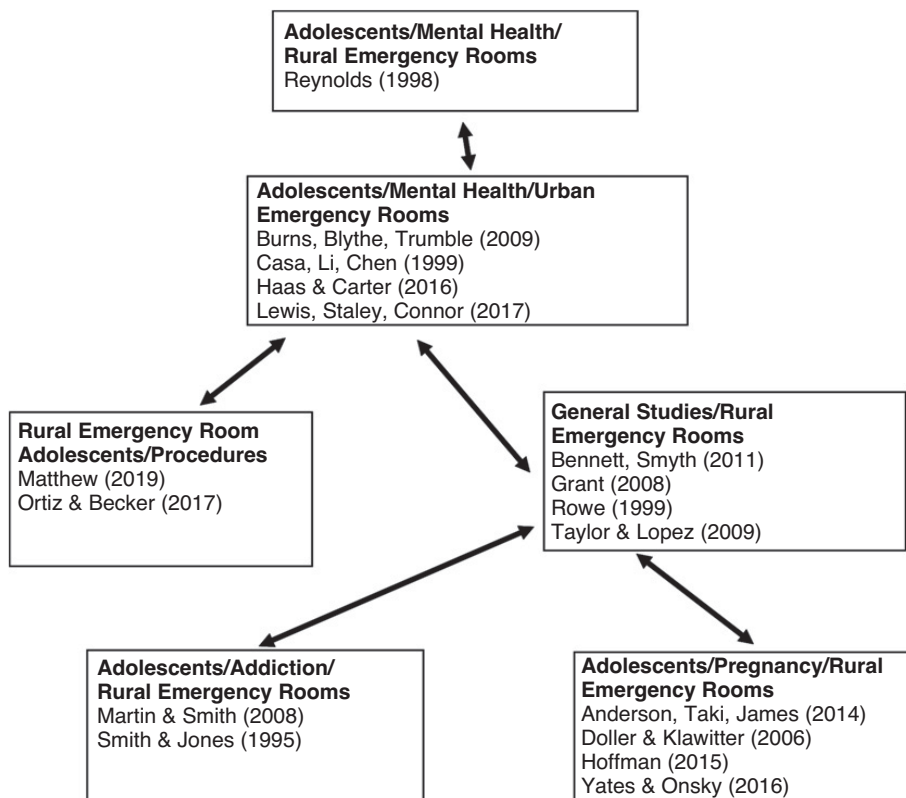 Adolescents/Mental Health/
Rural Emergency Rooms
Reynolds (1998)
Adolescents/Mental Health/Urban
Emergency Rooms
Burns, Blythe, Trumble (2009)
Casa, Li, Chen (1999)
Haas & Carter (2016)
Lewis, Staley, Connor (2017)
Rural Emergency Room
Adolescents/Procedures
Matthew (2019)
Ortiz & Becker (2017)
General Studies/Rural
Emergency Rooms
Bennett, Smyth (2011)
Grant (2008)
Rowe (1999)
Taylor & Lopez (2009)
Adolescents/Addiction/
Rural Emergency Rooms
Martin & Smith (2008)
Smith & Jones (1995)
Adolescents/Pregnancy/Rural
Emergency Rooms
Anderson, Taki, James (2014)
Doller & Klawitter (2006)
Hoffman (2015)
Yates & Onsky (2016)